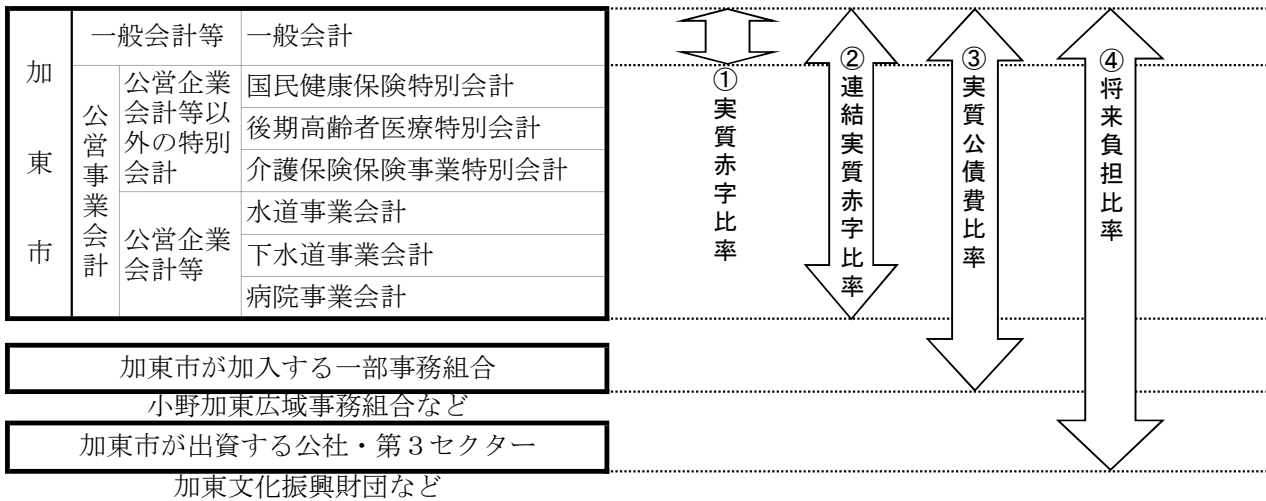 加東市
一般会計等
一般会計
公営事業会計
公営企業
会計等以
外の特別
会計
国民健康保険特別会計
後期高齢者医療特別会計
介護保険保険事業特別会計
公営企業
会計等
水道事業会計
下水道事業会計
病院事業会計
①実質赤字比率
②連結実質赤字比率
③実質公債費比率
④将来負担比率
加東市が加入する一部事務組合
小野加東広域事務組合など
加東市が出資する公社・第3セクター
加東文化振興財団など